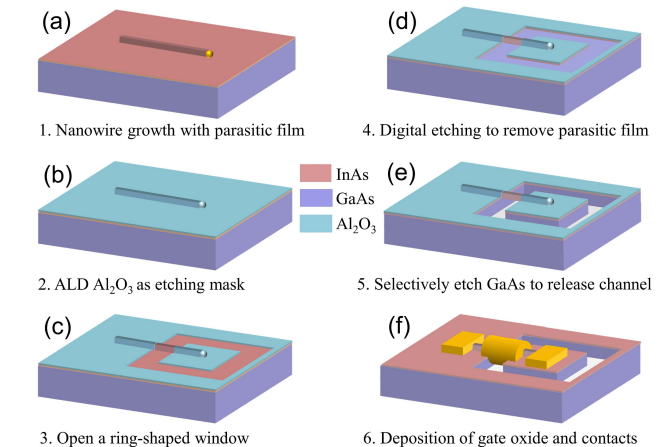 (a)
1. Nanowire growth with parasitic film
(b)
2. ALD Al₂O₃ as etching mask
(c)
3. Open a ring-shaped window
InAs
GaAs
Al₂O₃
(d)
4. Digital etching to remove parasitic film
(e)
5. Selectively etch GaAs to release channel
(f)
6. Deposition of gate oxide and contacts